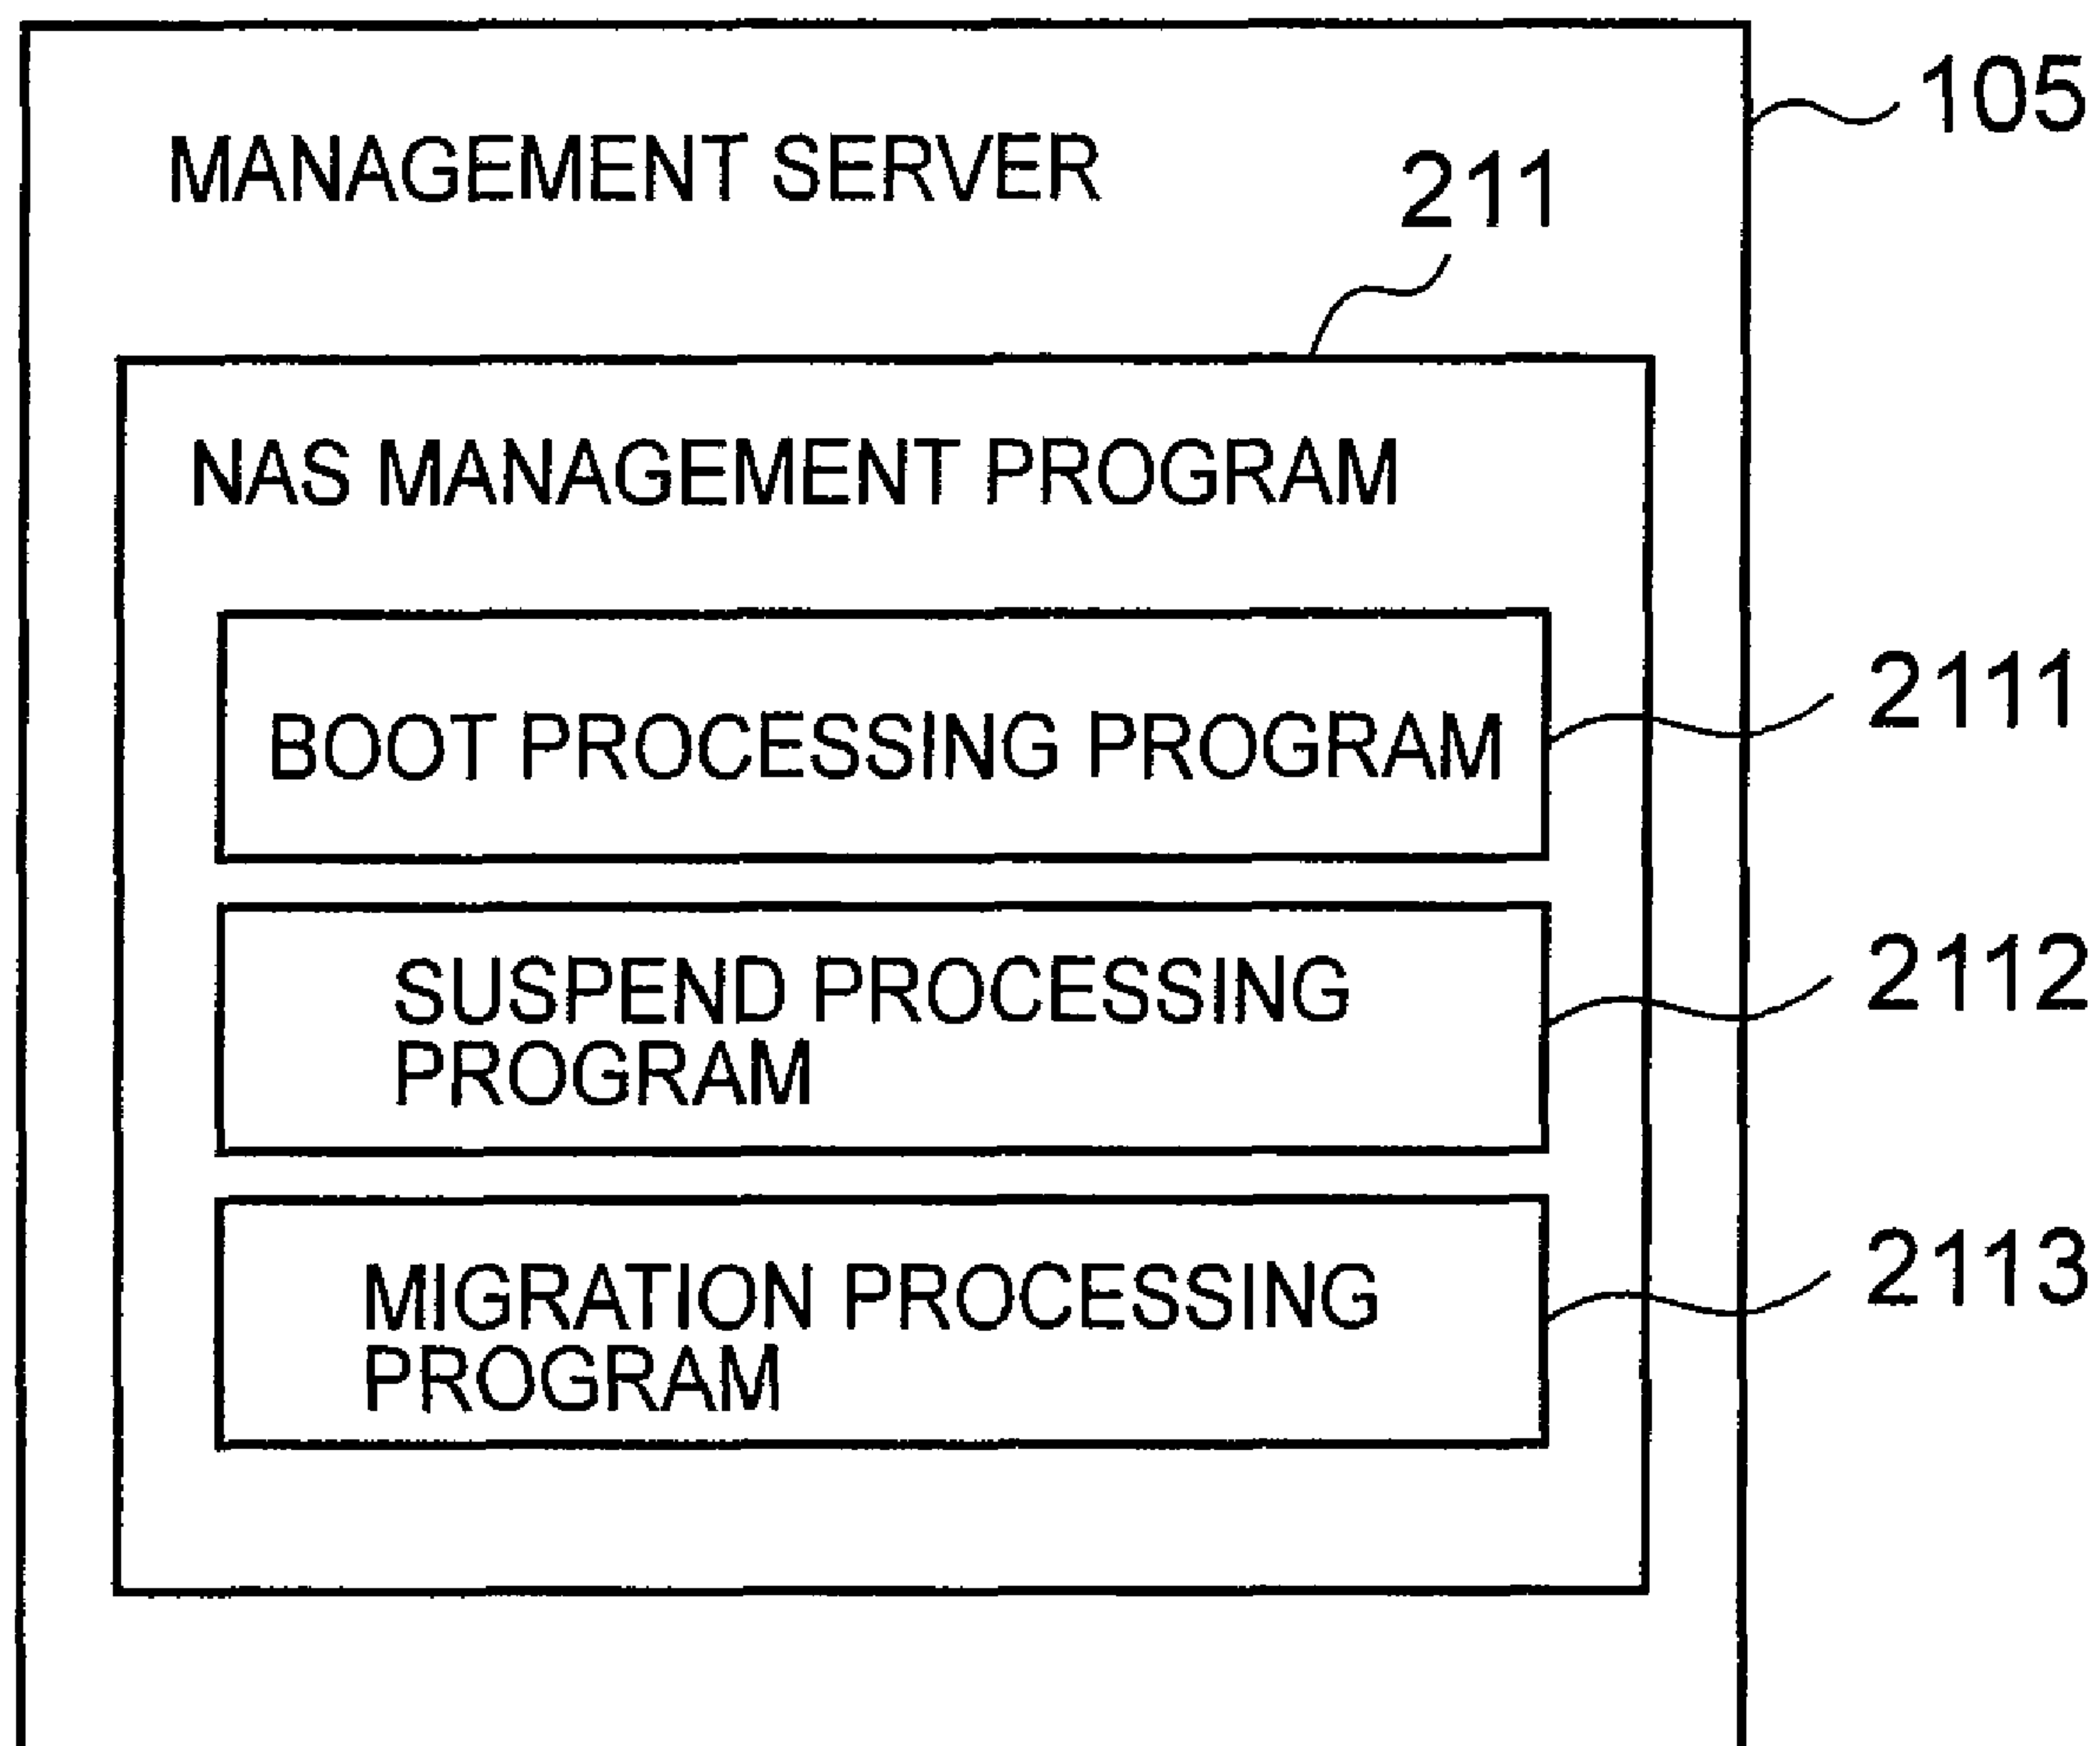 105
MANAGEMENT SERVER
211
NAS MANAGEMENT PROGRAM
2111
BOOT PROCESSING PROGRAM
2112
SUSPEND PROCESSING
PROGRAM
2113
MIGRATION PROCESSING
PROGRAM